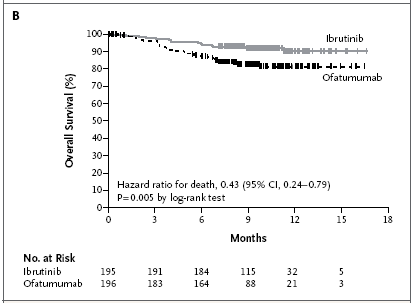 B
Overall Survival (%)
100
90
80
70
60
50
40
30
20
10
0
Ibrutinib
Ofatumumab
Hazard ratio for death, 0.43 (95% CI, 0.24–0.79)
P=0.005 by log-rank test
0 3 6 9 12 15 18
Months
No. at Risk
Ibrutinib 195 191 184 115 32 5
Ofatumumab 196 183 164 88 21 3